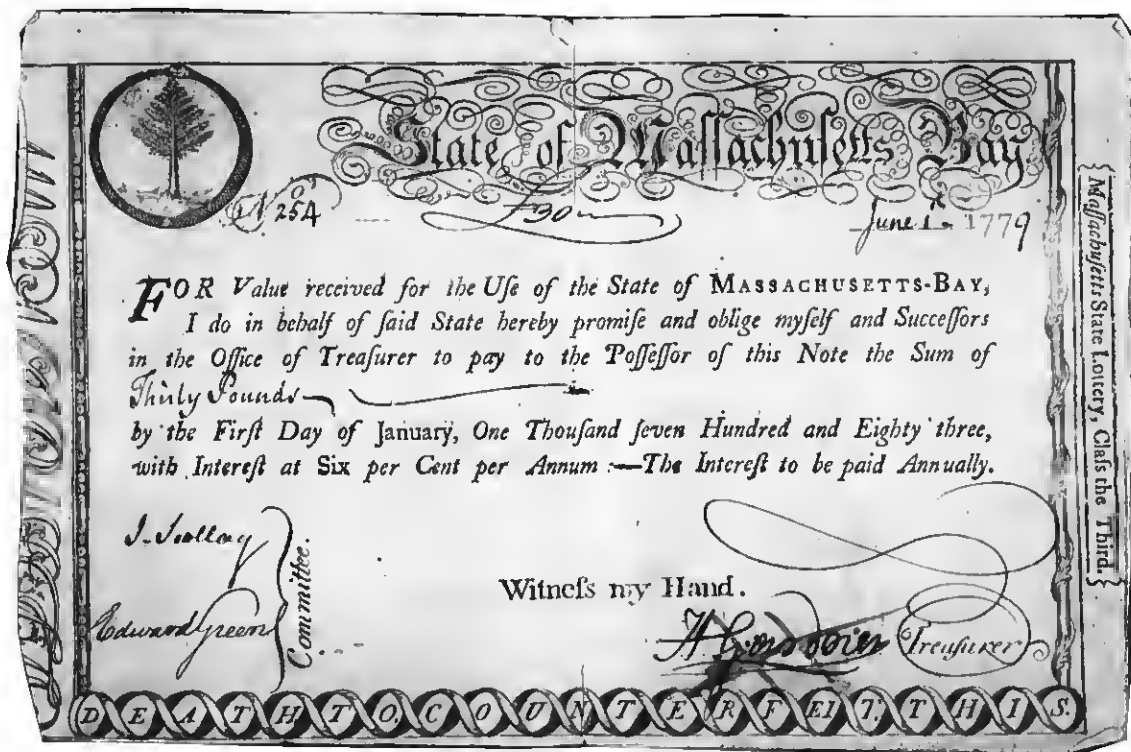 State of Massachusetts Bay
No 254 £30 June 1st 1779
FOR Value received for the Uſe of the State of MASSACHUSETTS-BAY,
I do in behalf of ſaid State hereby promiſe and oblige myſelf and Succeſſors
in the Office of Treaſurer to pay to the Poſſeſſor of this Note the Sum of
Thirty Pounds
by the Firſt Day of January, One Thouſand ſeven Hundred and Eighty three,
with Intereſt at Six per Cent per Annum :—The Intereſt to be paid Annually.
J. Scollay
Edward Green
Committee.
Witneſs my Hand.
Treaſurer
DEATH TO. COUNTERFEIT. THIS.
Maſſachuſetts State Lottery, Claſs the Third.